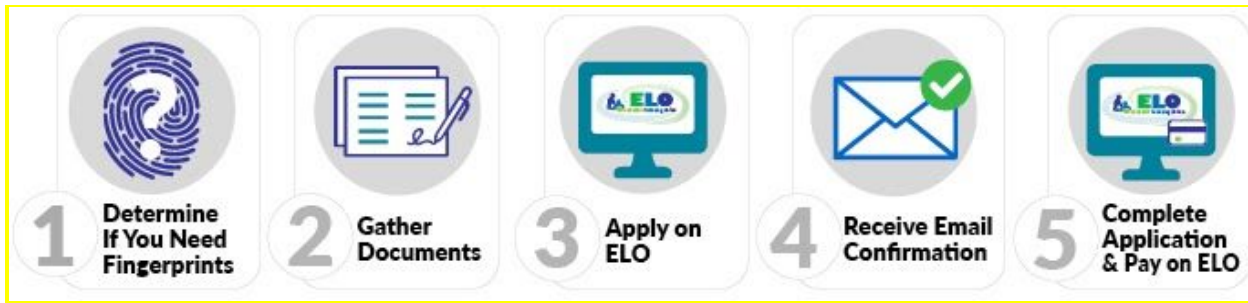 ?
ELO
ELO
1
Determine
If You Need
Fingerprints
2
Gather
Documents
3
Apply on
ELO
4
Receive Email
Confirmation
5
Complete
Application
& Pay on ELO